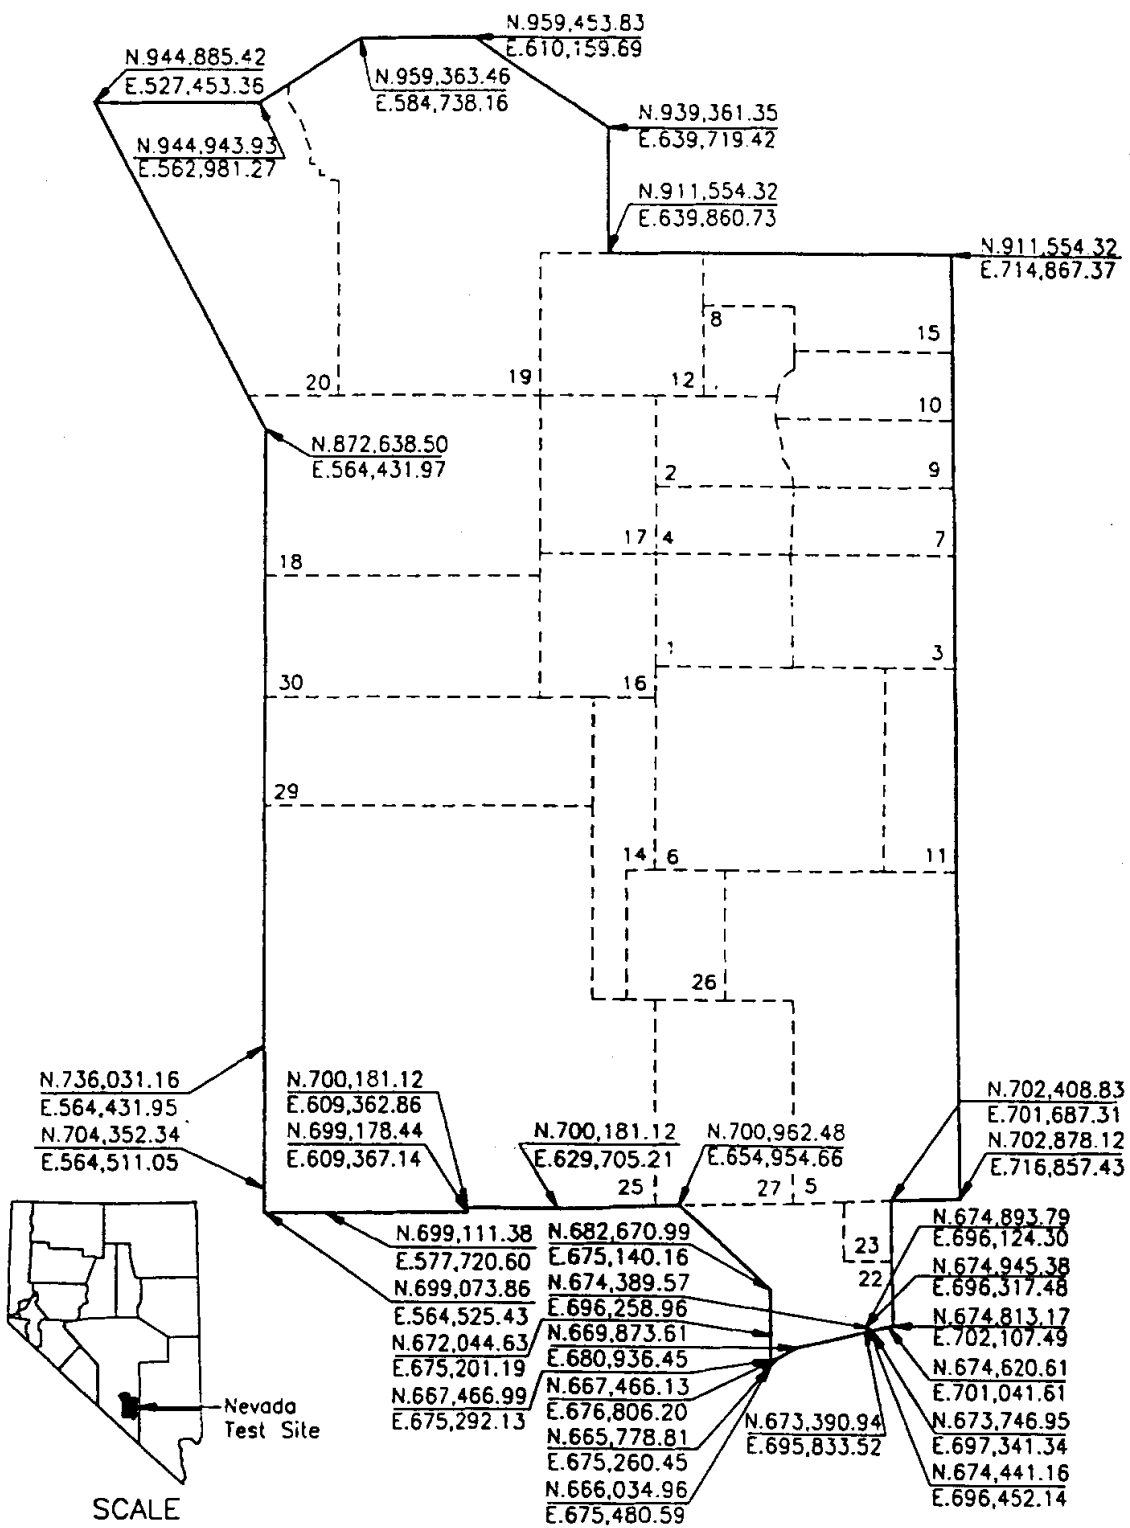 N.959,453.83
E.610,159.69
N.944,885.42
E.527,453.36
N.959,363.46
E.584,738.16
N.939,361.35
E.639,719.42
N.944,943.93
E.562,981.27
N.911,554.32
E.639,860.73
N.911,554.32
E.714,867.37
8
15
20
19
12
10
N.872,638.50
E.564,431.97
2
9
17
4
7
18
1
3
30
16
29
14
6
11
26
N.736,031.16
E.564,431.95
N.704,352.34
E.564,511.05
N.700,181.12
E.609,362.86
N.699,178.44
E.609,367.14
N.700,181.12
E.629,705.21
N.700,962.48
E.654,954.66
N.702,408.83
E.701,687.31
N.702,878.12
E.716,857.43
25
27
5
23
22
N.699,111.38
E.577,720.60
N.699,073.86
E.564,525.43
N.672,044.63
E.675,201.19
N.667,466.99
E.675,292.13
N.682,670.99
E.675,140.16
N.674,389.57
E.696,258.96
N.669,873.61
E.680,936.45
N.667,466.13
E.676,806.20
N.665,778.81
E.675,260.45
N.666,034.96
E.675,480.59
N.673,390.94
E.695,833.52
N.674,893.79
E.696,124.30
N.674,945.38
E.696,317.48
N.674,813.17
E.702,107.49
N.674,620.61
E.701,041.61
N.673,746.95
E.697,341.34
N.674,441.16
E.696,452.14
Nevada
Test Site
SCALE